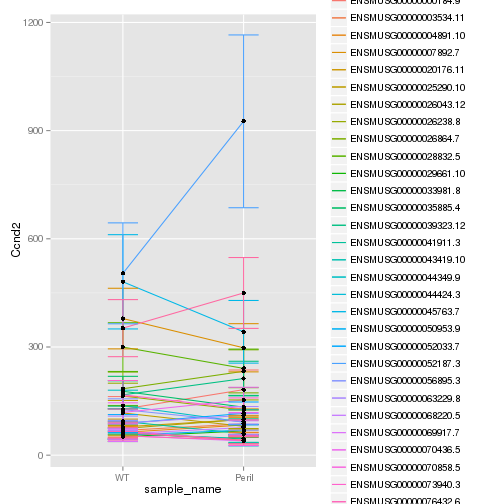 1200
900
600
300
0
Ccnd2
WT
Peril
sample_name
ENSMUSG00000003534.11
ENSMUSG00000004891.10
ENSMUSG00000007892.7
ENSMUSG00000020176.11
ENSMUSG00000025290.10
ENSMUSG00000026043.12
ENSMUSG00000026238.8
ENSMUSG00000026864.7
ENSMUSG00000028832.5
ENSMUSG00000029661.10
ENSMUSG00000033981.8
ENSMUSG00000035885.4
ENSMUSG00000039323.12
ENSMUSG00000041911.3
ENSMUSG00000043419.10
ENSMUSG00000044349.9
ENSMUSG00000044424.3
ENSMUSG00000045763.7
ENSMUSG00000050953.9
ENSMUSG00000052033.7
ENSMUSG00000052187.3
ENSMUSG00000056895.3
ENSMUSG00000063229.8
ENSMUSG00000068220.5
ENSMUSG00000069917.7
ENSMUSG00000070436.5
ENSMUSG00000070858.5
ENSMUSG00000073940.3
ENSMUSG00000076432.6